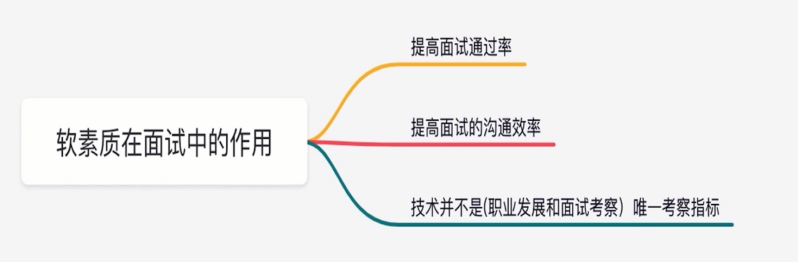 提高面试通过率
提高面试的沟通效率
软素质在面试中的作用
技术并不是(职业发展和面试考察）唯一考察指标